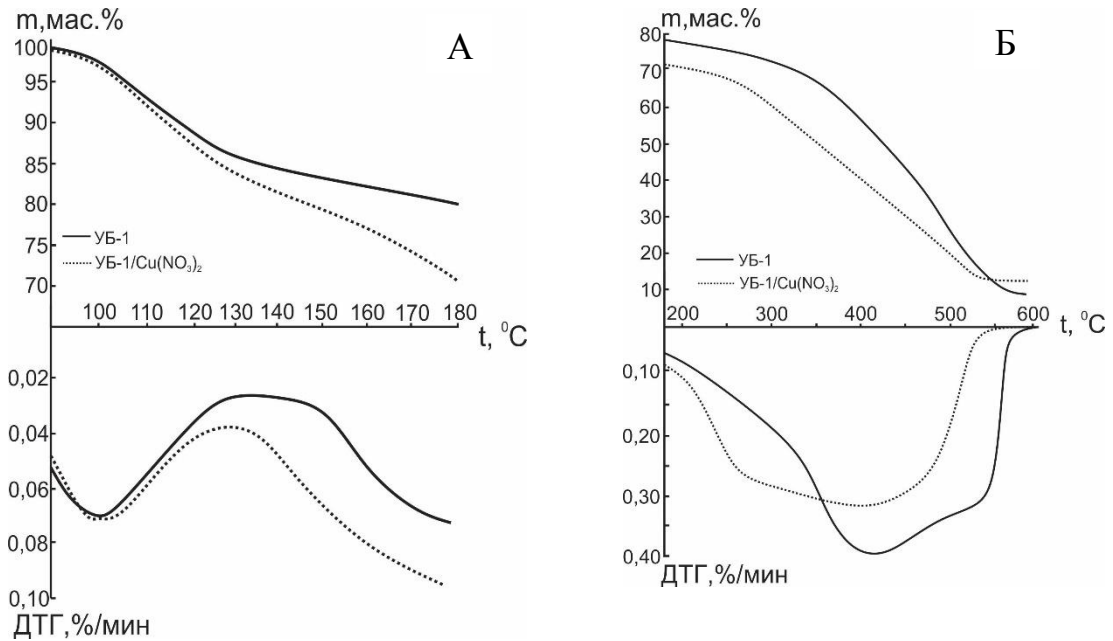 m,мас.%
А
100
95
90
85
80
75
70
УБ-1
УБ-1/Cu(NO₃)₂
100 110 120 130 140 150 160 170 180
t, ⁰C
0,02
0,04
0,06
0,08
0,10
ДТГ,%/мин
m,мас.%
Б
80
70
60
50
40
30
20
10
УБ-1
УБ-1/Cu(NO₃)₂
200 300 400 500 600
t, ⁰C
0,10
0,20
0,30
0,40
ДТГ,%/мин